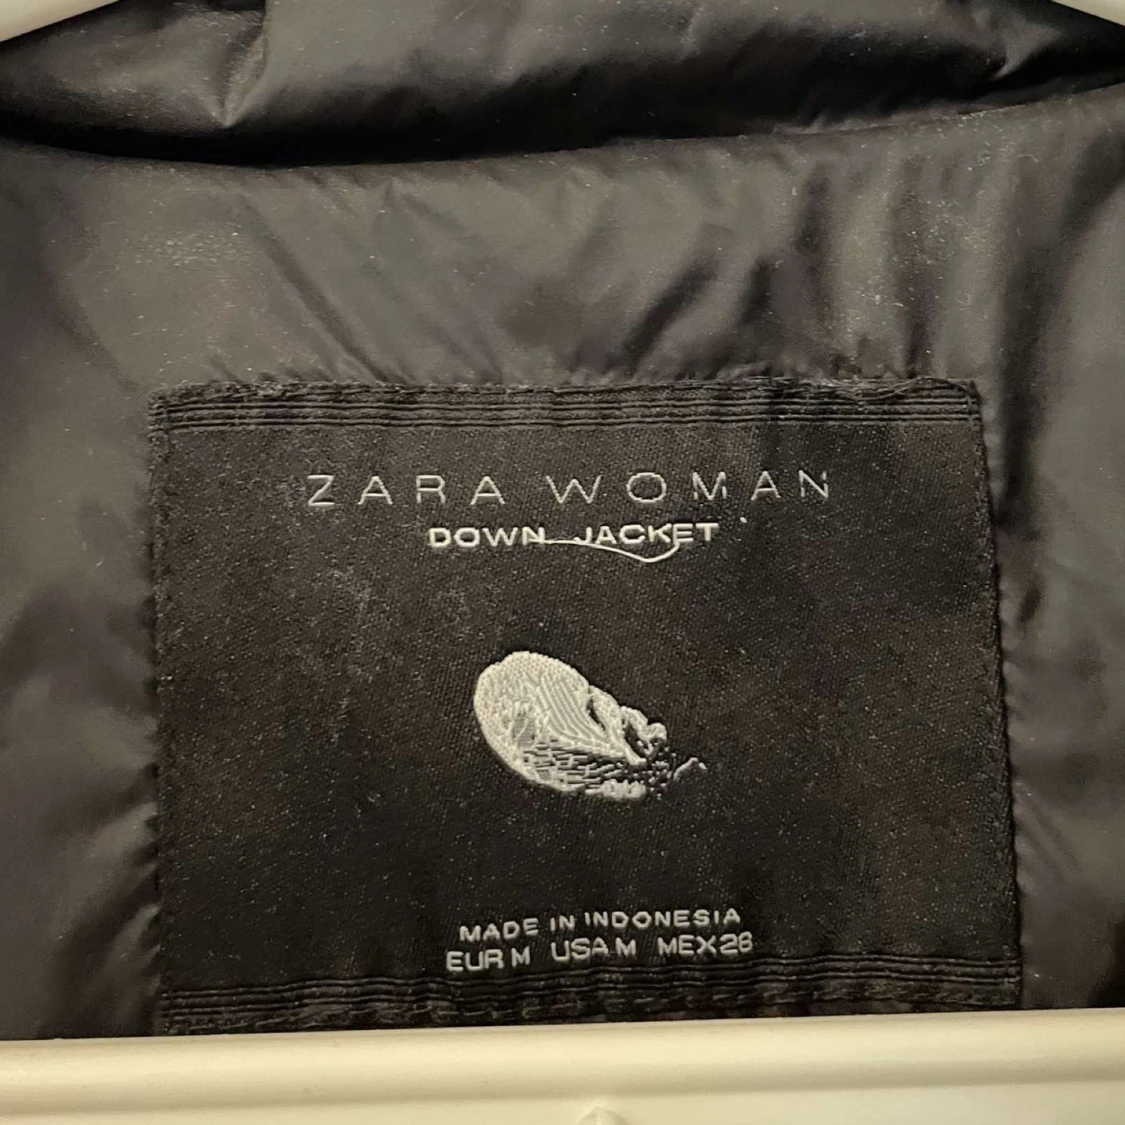 ZARA WOMAN
DOWN JACKET
MADE IN INDONESIA
EUR M USA M MEX 28